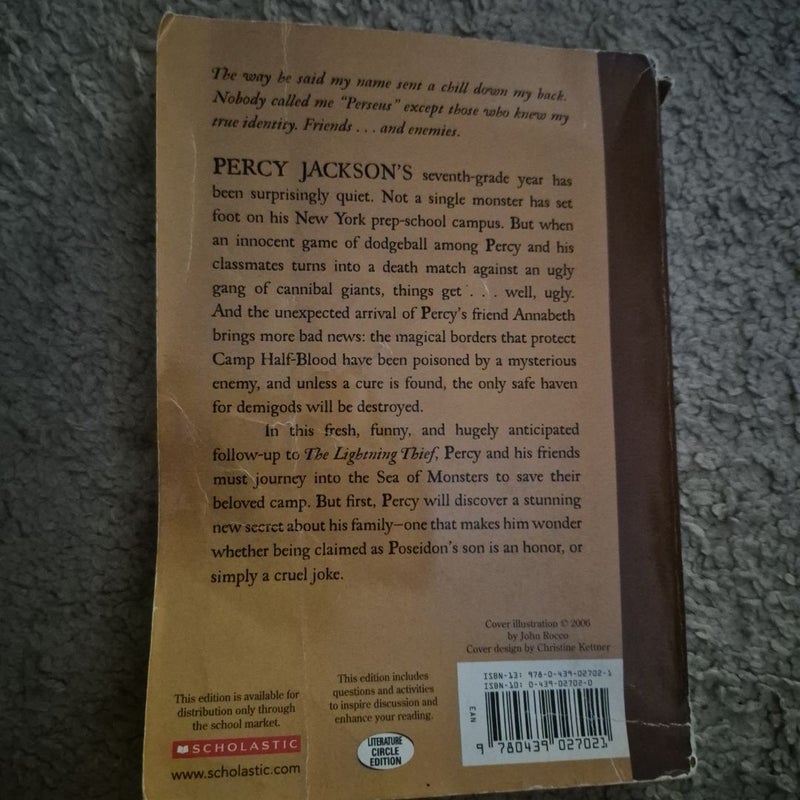 The way he said my name sent a chill down my back.
Nobody called me "Perseus" except those who knew my
true identity. Friends . . . and enemies.
PERCY JACKSON'S seventh-grade year has
been surprisingly quiet. Not a single monster has set
foot on his New York prep-school campus. But when
an innocent game of dodgeball among Percy and his
classmates turns into a death match against an ugly
gang of cannibal giants, things get . . . well, ugly.
And the unexpected arrival of Percy's friend Annabeth
brings more bad news: the magical borders that protect
Camp Half-Blood have been poisoned by a mysterious
enemy, and unless a cure is found, the only safe haven
for demigods will be destroyed.
In this fresh, funny, and hugely anticipated
follow-up to The Lightning Thief, Percy and his friends
must journey into the Sea of Monsters to save their
beloved camp. But first, Percy will discover a stunning
new secret about his family—one that makes him wonder
whether being claimed as Poseidon's son is an honor, or
simply a cruel joke.
Cover illustration © 2006
by John Rocco
Cover design by Christine Kettner
This edition is available for
distribution only through
the school market.
SCHOLASTIC
www.scholastic.com
This edition includes
questions and activities
to inspire discussion and
enhance your reading.
LITERATURE
CIRCLE
EDITION
ISBN-13: 978-0-439-02702-1
ISBN-10: 0-439-02702-0
EAN
9 780439 027021